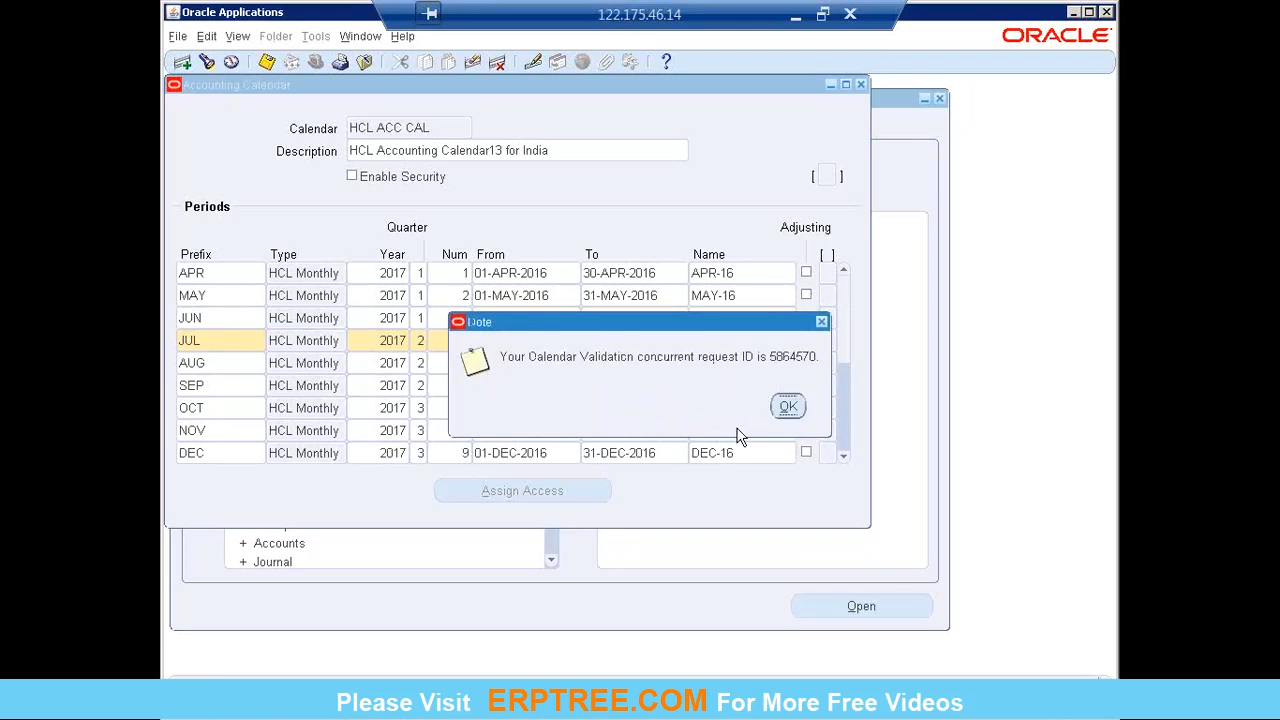 Oracle Applications
122.175.46.14
File Edit View Folder Tools Window Help
ORACLE
?
Accounting Calendar
Calendar HCL ACC CAL
Description HCL Accounting Calendar13 for India
Enable Security
[ ]
Periods
Quarter Adjusting
Prefix Type Year Num From To Name [ ]
APR HCL Monthly 2017 1 1 01-APR-2016 30-APR-2016 APR-16
MAY HCL Monthly 2017 1 2 01-MAY-2016 31-MAY-2016 MAY-16
JUN HCL Monthly 2017 1
JUL HCL Monthly 2017 2
AUG HCL Monthly 2017 2
SEP HCL Monthly 2017 2
OCT HCL Monthly 2017 3
NOV HCL Monthly 2017 3
DEC HCL Monthly 2017 3 9 01-DEC-2016 31-DEC-2016 DEC-16
Dote
Your Oalendar Validation concurrent request ID is 5864570.
OK
Assign Access
+ Accounts
+ Journal
Open
Please Visit ERPTREE.COM For More Free Videos